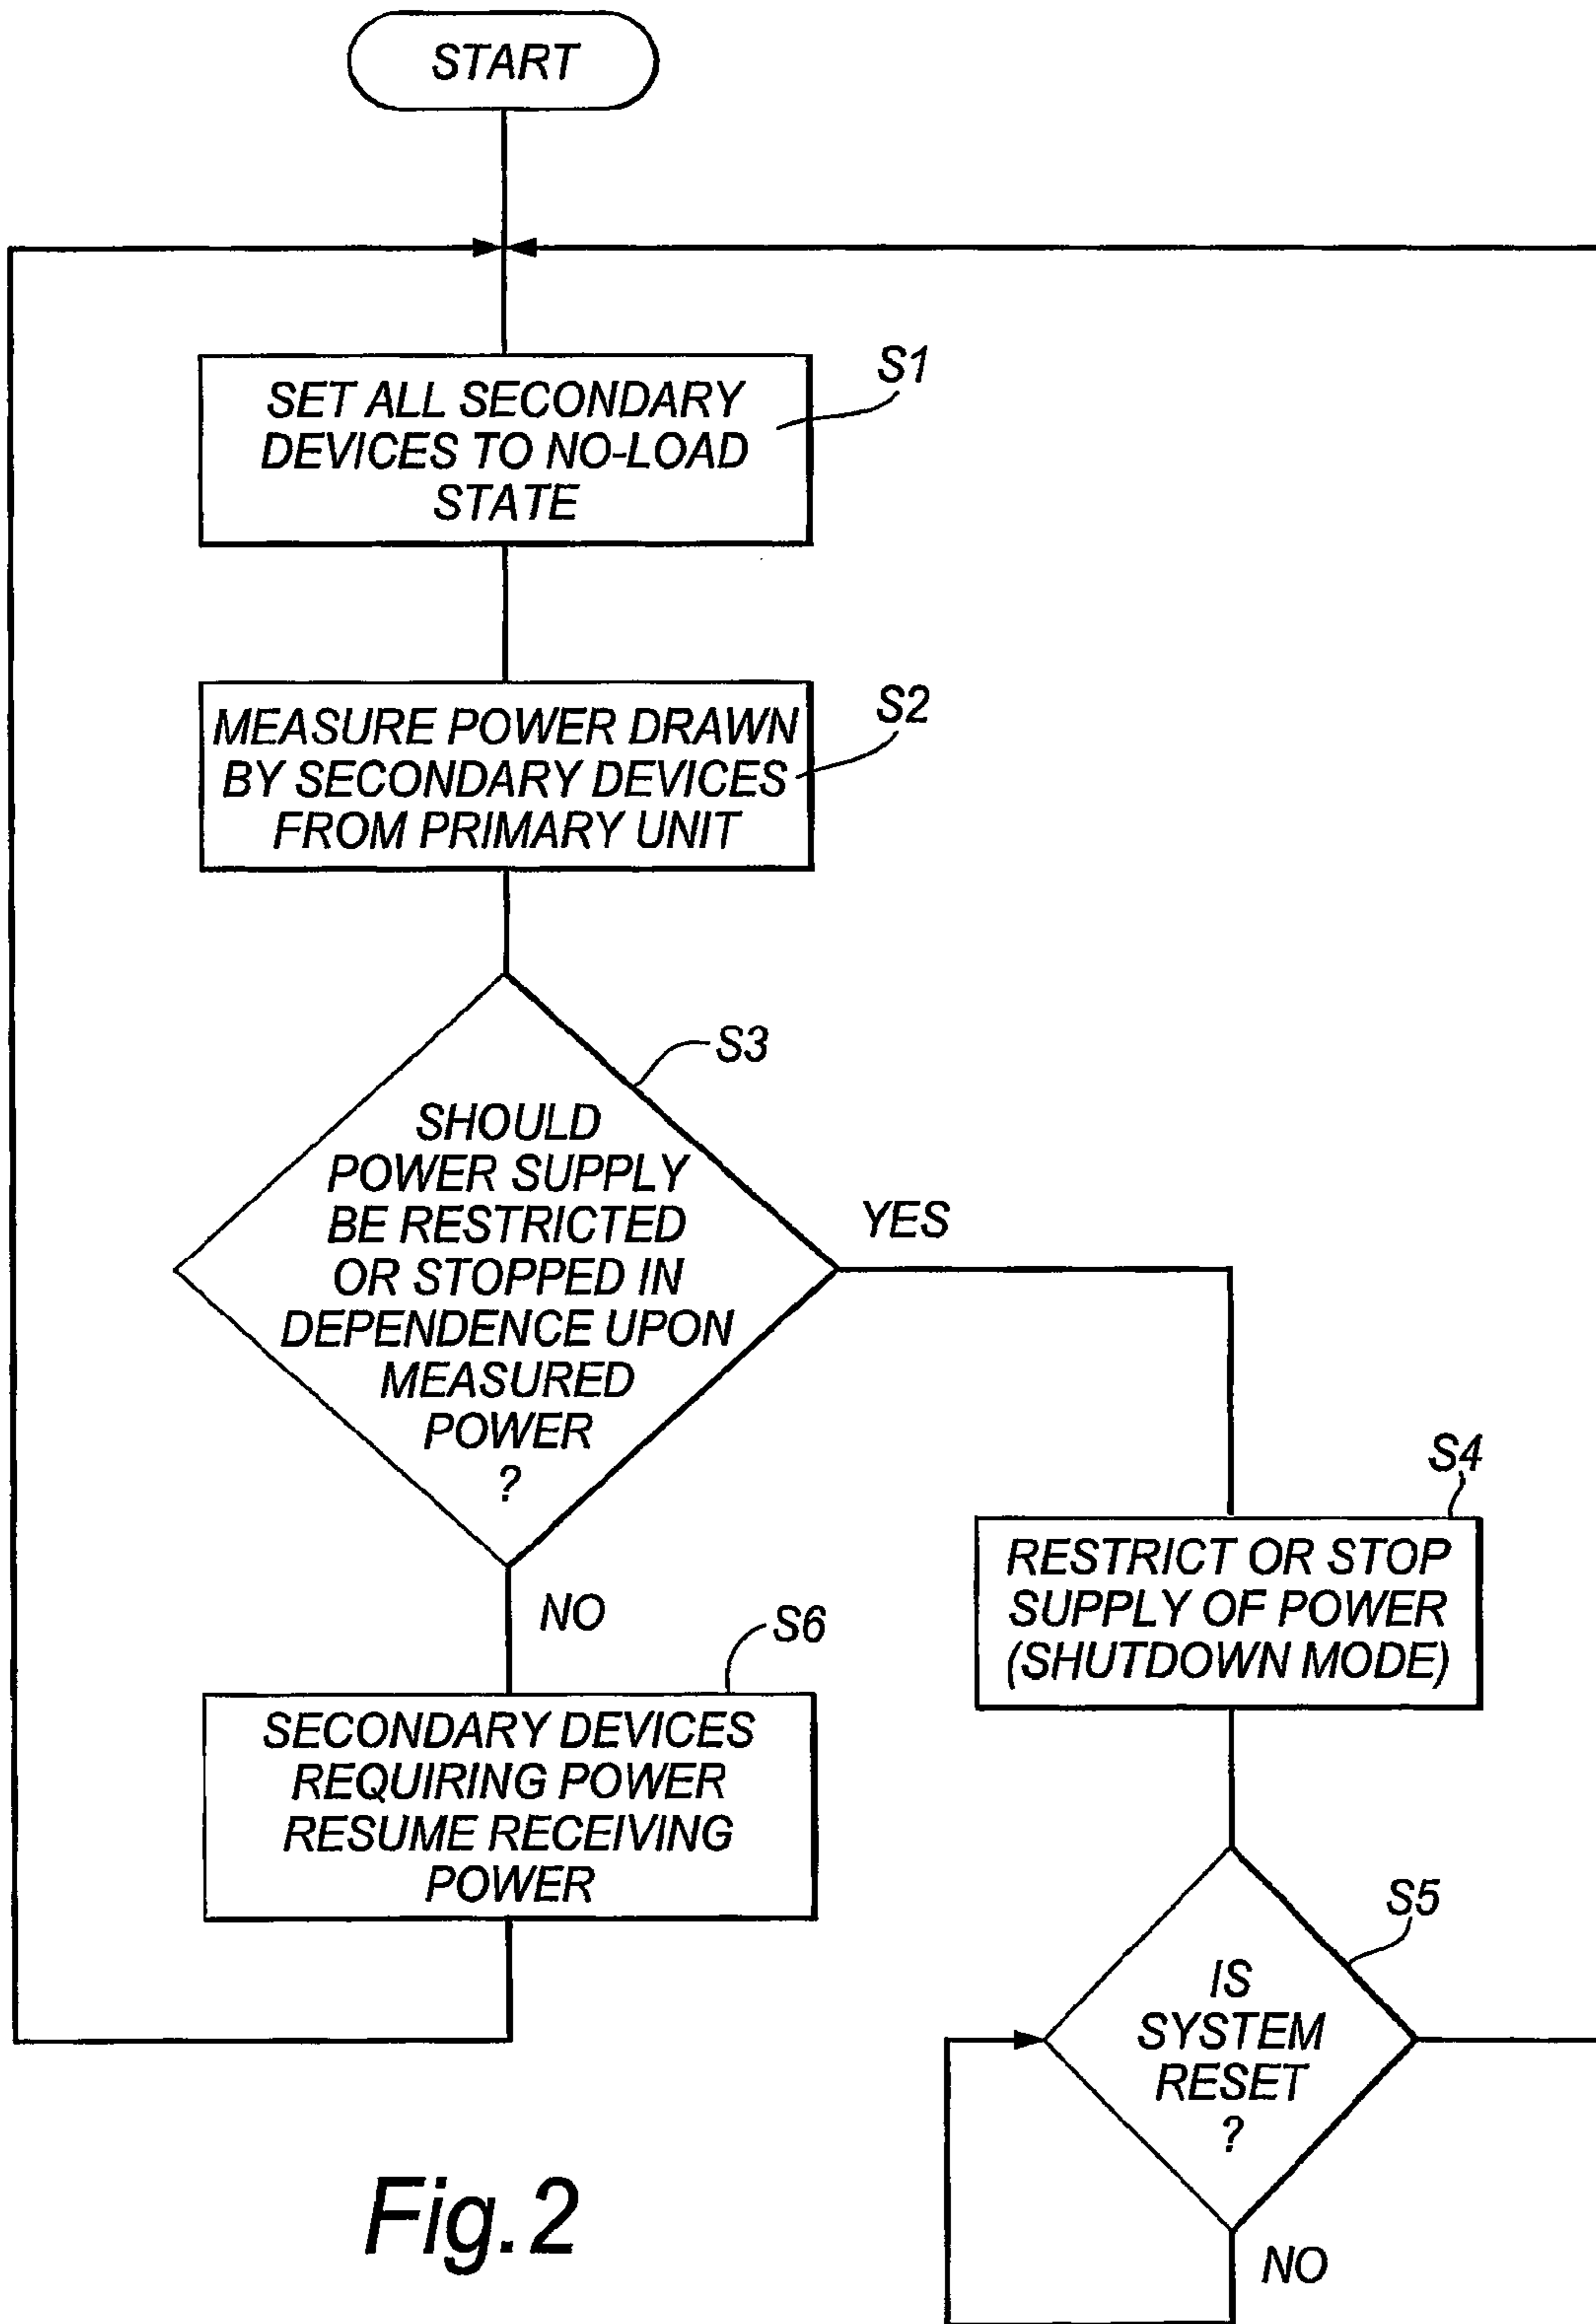 START
S1
SET ALL SECONDARY
DEVICES TO NO-LOAD
STATE
S2
MEASURE POWER DRAWN
BY SECONDARY DEVICES
FROM PRIMARY UNIT
S3
SHOULD
POWER SUPPLY
BE RESTRICTED
OR STOPPED IN
DEPENDENCE UPON
MEASURED
POWER
?
YES
NO
S4
RESTRICT OR STOP
SUPPLY OF POWER
(SHUTDOWN MODE)
S6
SECONDARY DEVICES
REQUIRING POWER
RESUME RECEIVING
POWER
S5
IS
SYSTEM
RESET
?
NO
Fig.2